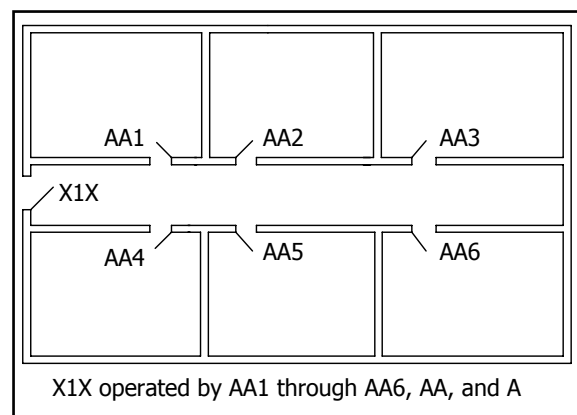 AA1 AA2 AA3
X1X
AA4 AA5 AA6
X1X operated by AA1 through AA6, AA, and A